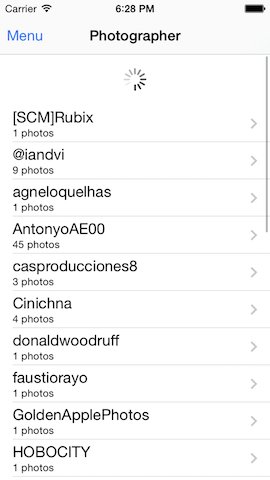 Carrier 6:28 PM
Menu Photographer
[SCM]Rubix
1 photos
@iandvi
9 photos
agneloquelhas
1 photos
AntonyoAE00
45 photos
casproducciones8
3 photos
Cinichna
4 photos
donaldwoodruff
1 photos
faustiorayo
1 photos
GoldenApplePhotos
1 photos
HOBOCITY
1 photos